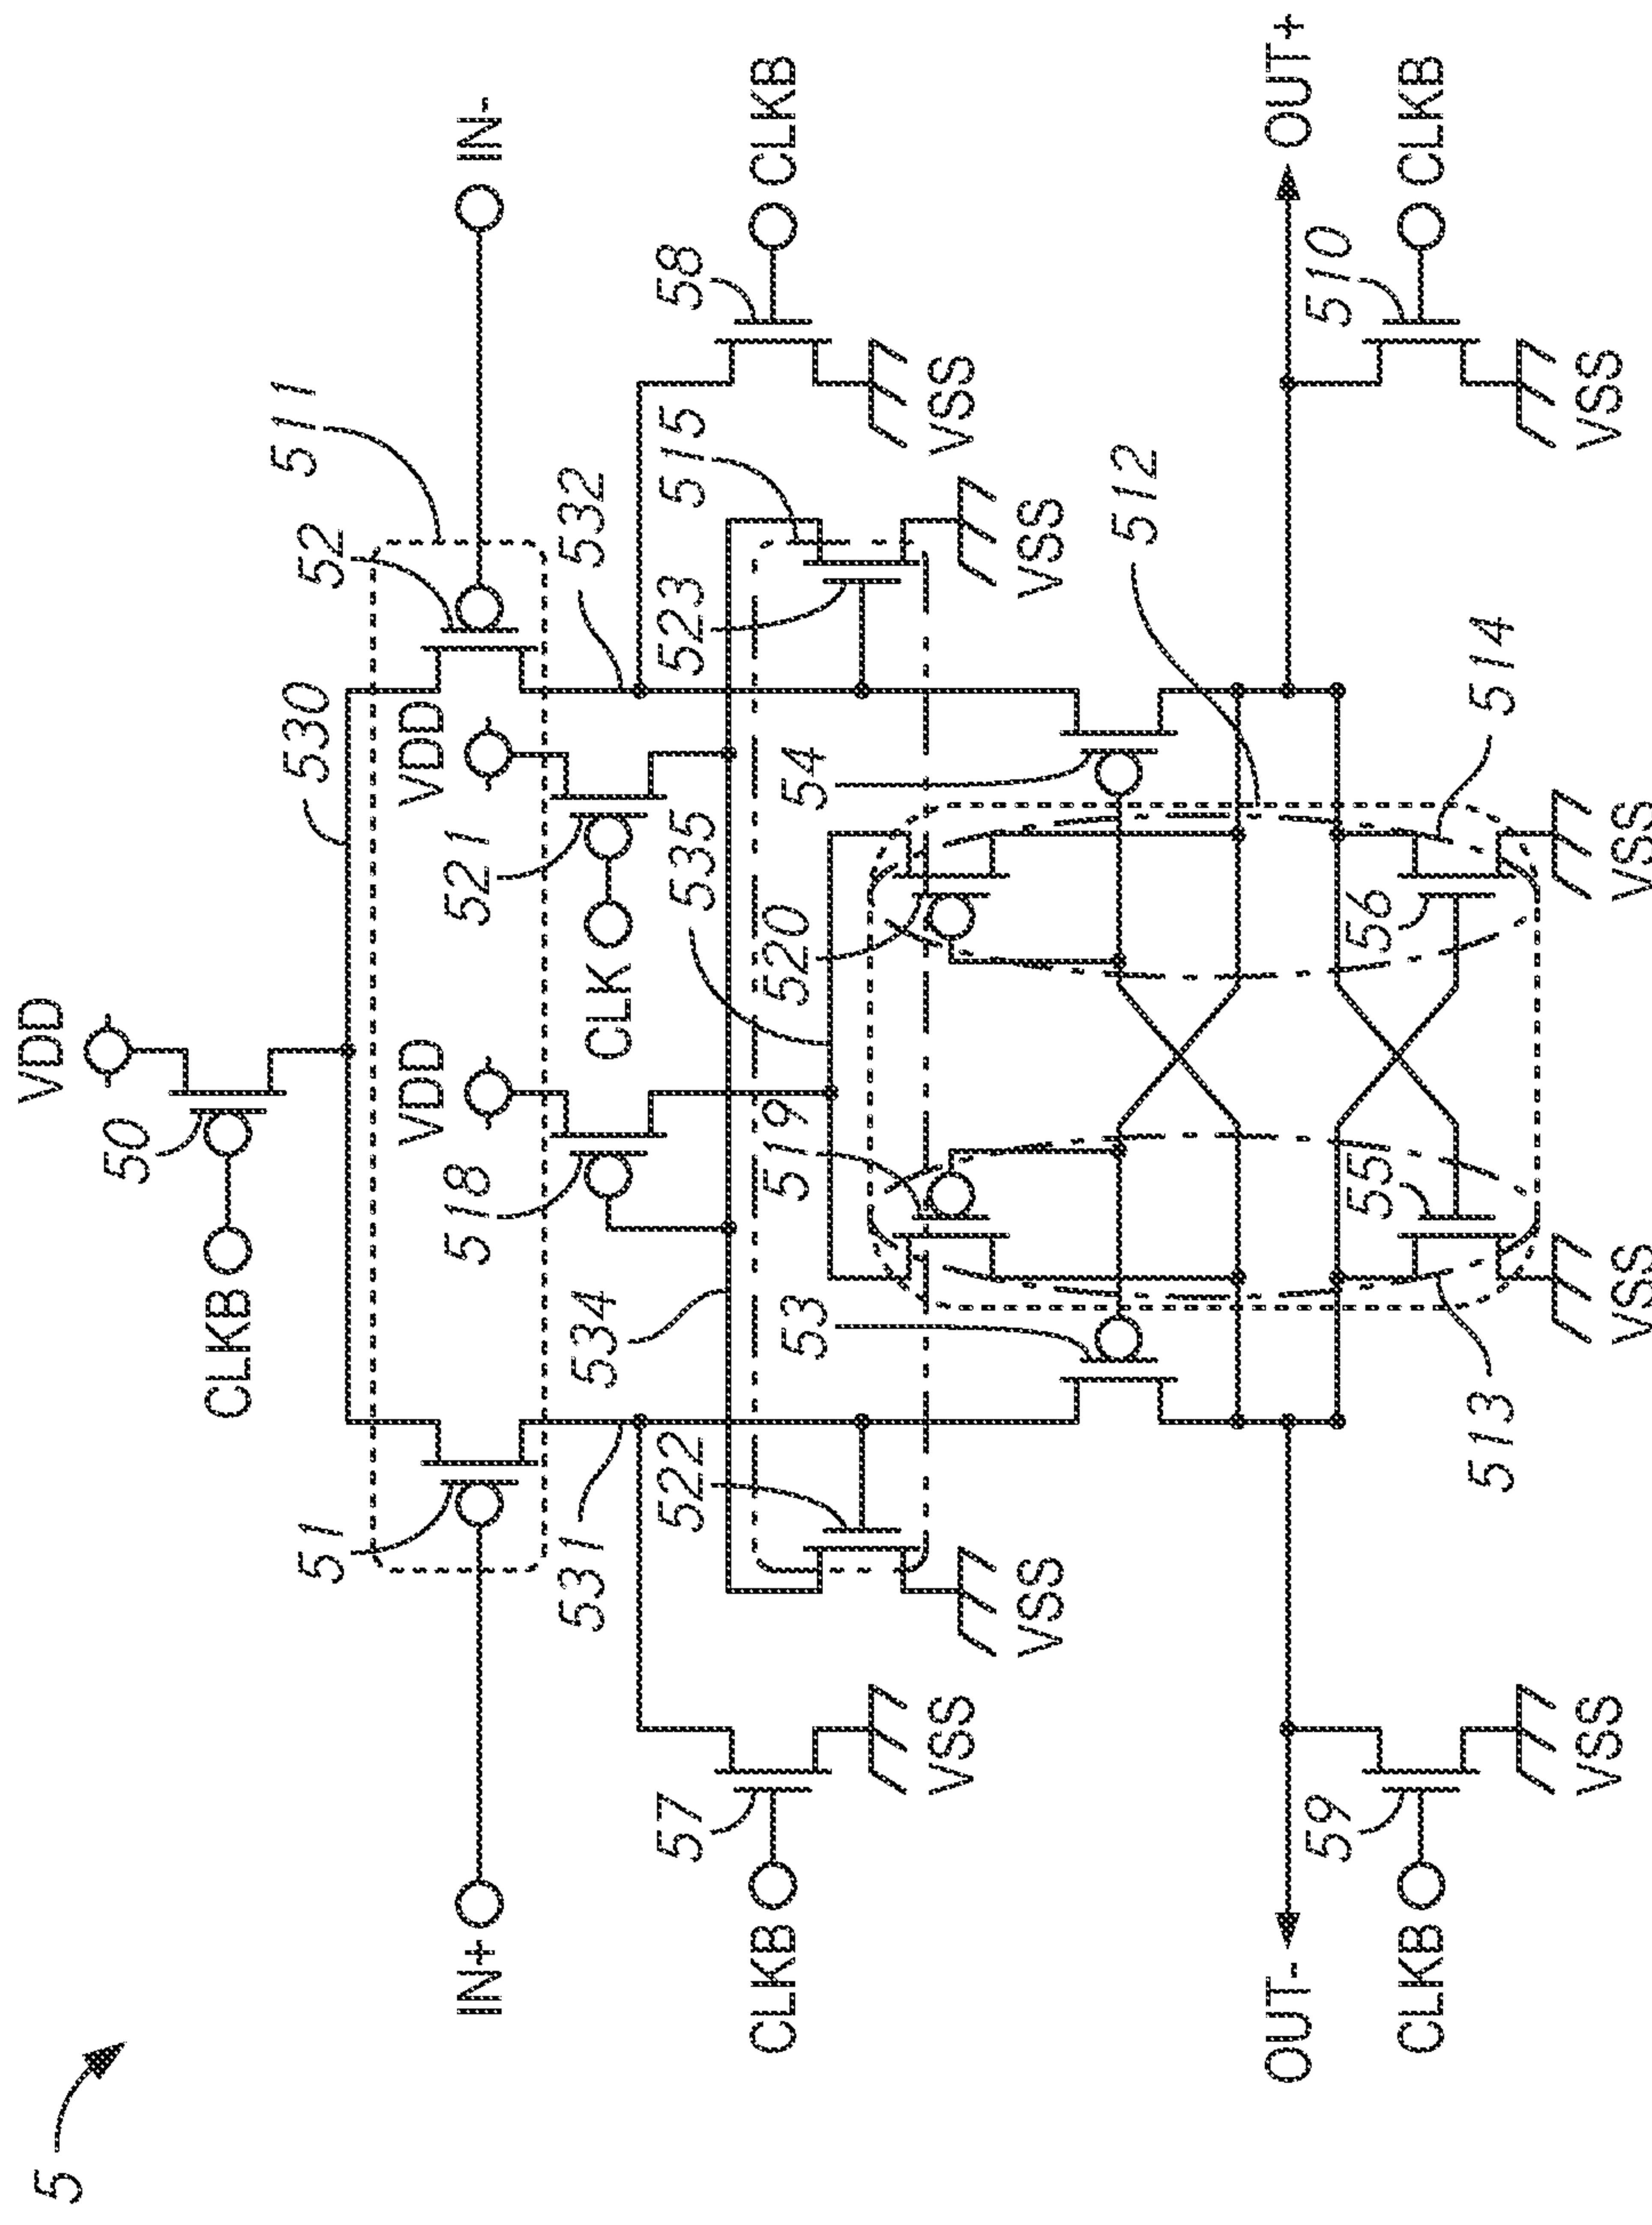 5
VDD
50
CLKB
530
511
51
52
IN+
IN-
VDD
VDD
518
521
CLK
531
534
532
57
522
535
523
515
58
CLKB
CLKB
VSS
VSS
VSS
VSS
53
519
520
54
512
OUT-
OUT+
59
55
56
510
CLKB
CLKB
513
514
VSS
VSS
VSS
VSS